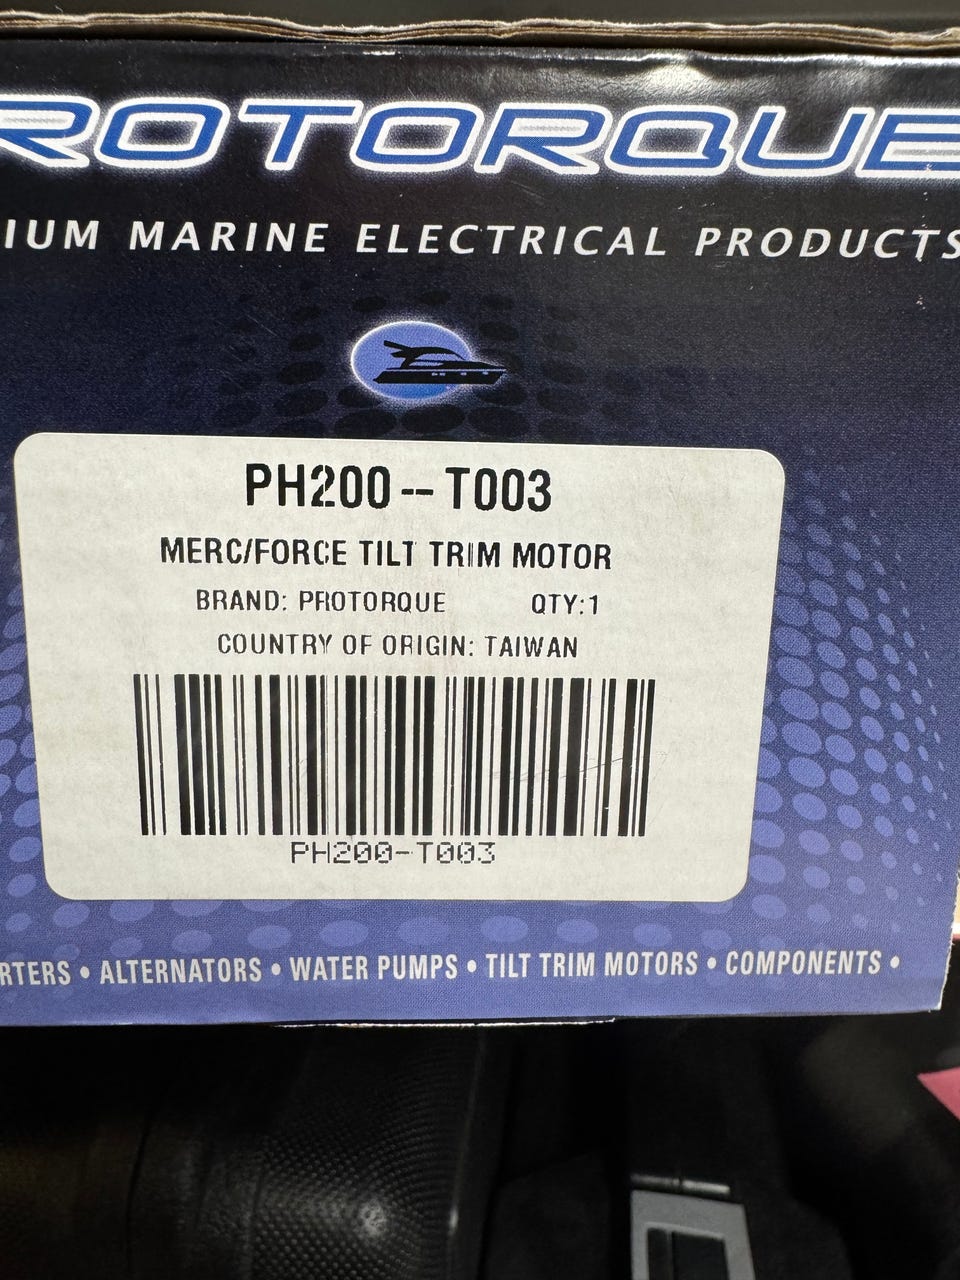 ROTORQUE
IUM MARINE ELECTRICAL PRODUCTS
PH200--T003
MERC/FORCE TILT TRIM MOTOR
BRAND: PROTORQUE QTY:1
COUNTRY OF ORIGIN: TAIWAN
PH200-T003
RTERS • ALTERNATORS • WATER PUMPS • TILT TRIM MOTORS • COMPONENTS •